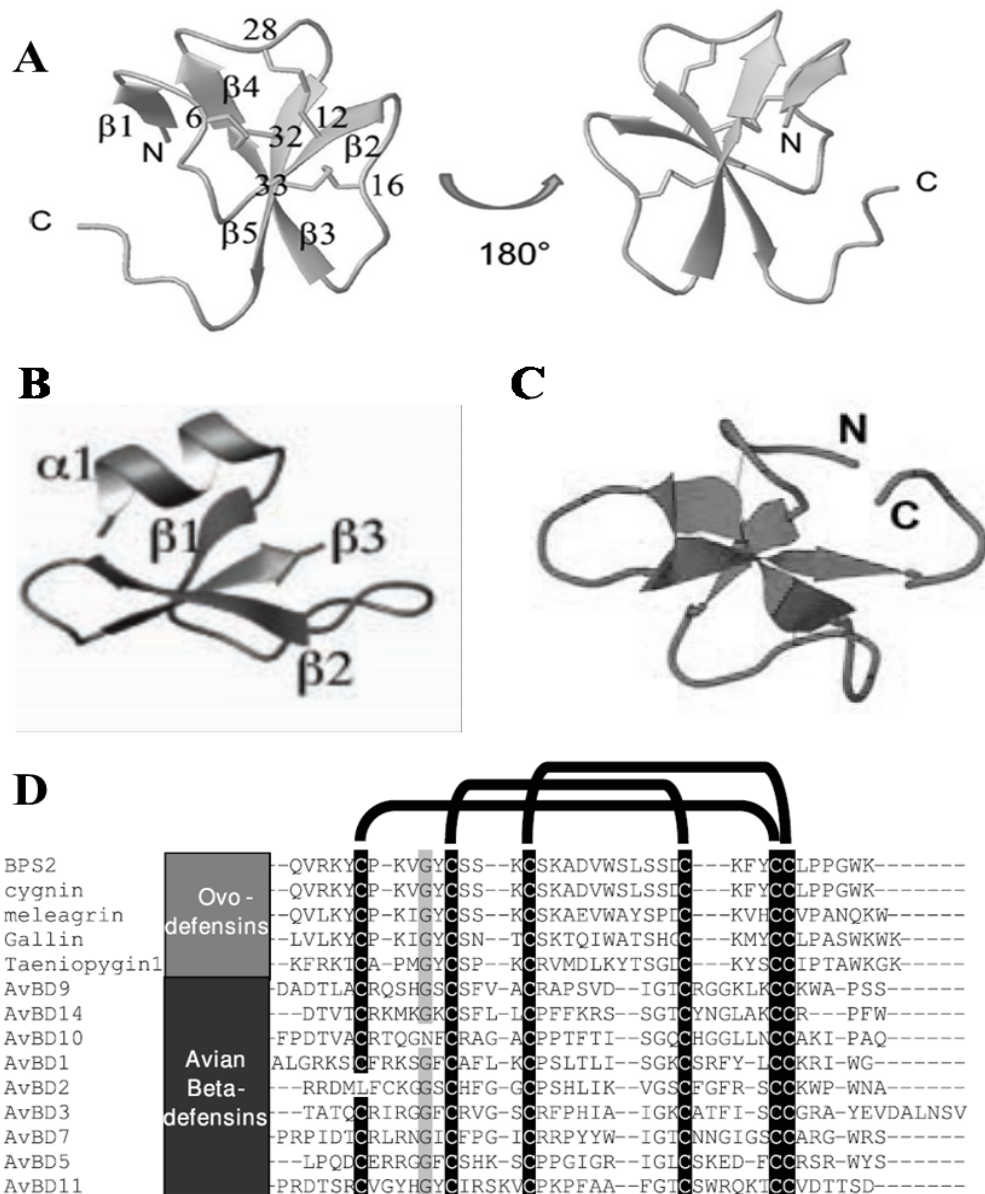 A
28
β4
β1
6
12
32
β2
N
33
16
C
β5
β3
180°
N
C
B
α1
β1
β3
β2
C
N
C
D
Ovo -
defensins
Avian
Beta-
defensins
BPS2 --QVRKYCP-KVGYCSS--KCSKADVWSLSSDC---KFYCCLPPGWK-------
cygnin --QVRKYCP-KVGYCSS--KCSKADVWSLSSDC---KFYCCLPPGWK-------
meleagrin --QVLKYCP-KIGYCSS--KCSKAEVWAYSPDC---KVHCCVPANQKW------
Gallin --LVLKYCP-KIGYCSN--TCSKTQIWATSHGC---KMYCCLPASWKWK-----
Taeniopygin1 --KFRKTCA-PMGYCSP--KCRVMDLKYTSGDC---KYSCCIPTAWKGK-----
AvBD9 -DADTLACRQSHGSCSFV-ACRAPSVD--IGTCRGGKLKCCKWA-PSS------
AvBD14 ---DTVTCRKMKGKCSFL-LCPFFKRS--SGTCYNGLAKCCR---PFW------
AvBD10 -FPDTVACRTQGNFCRAG-ACPPTFTI--SGQCHGGLLNCCAKI-PAQ------
AvBD1 ALGRKSCFRKSGFCAFL-KCPSLTLI--SGKCSRFY-LCCKRI-WG--------
AvBD2 ---RRDMLFCKGGSCHFG-GCPSHLIK--VGSCFGFR-SCCKWP-WNA------
AvBD3 ---TATQCRIRGGFCRVG-SCRFPHIA--IGKCATFI-SCCGRA-YEVDALNSV
AvBD7 -PRPIDTCRLRNGICFPG-ICRRPYYW--IGTCNNGIGSCCARG-WRS------
AvBD5 ---LPQDCERRGGFCSHK-SCPPGIGR--IGLCSKED-FCCRSR-WYS------
AvBD11 -PRDTSRCVGYHGYCIRSKVCPKPFAA--FGTCSWRQKTCCVDTTSD-------